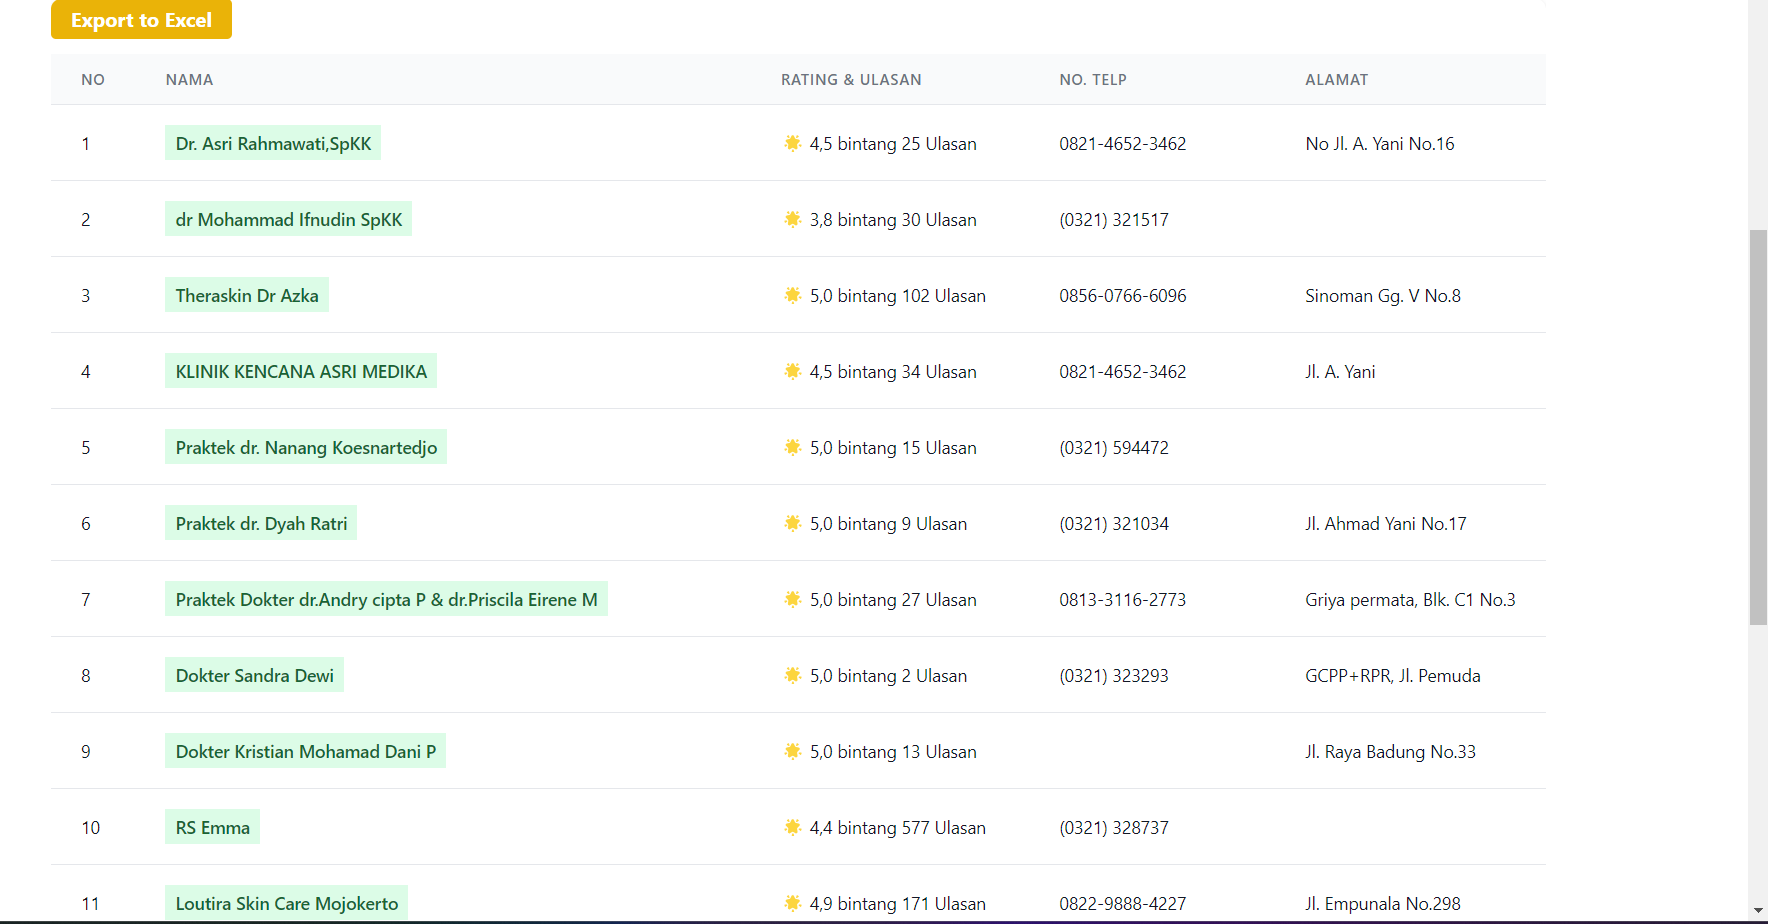 Export to Excel
NO NAMA RATING & ULASAN NO. TELP ALAMAT
1 Dr. Asri Rahmawati,SpKK 4,5 bintang 25 Ulasan 0821-4652-3462 No Jl. A. Yani No.16
2 dr Mohammad Ifnudin SpKK 3,8 bintang 30 Ulasan (0321) 321517
3 Theraskin Dr Azka 5,0 bintang 102 Ulasan 0856-0766-6096 Sinoman Gg. V No.8
4 KLINIK KENCANA ASRI MEDIKA 4,5 bintang 34 Ulasan 0821-4652-3462 Jl. A. Yani
5 Praktek dr. Nanang Koesnartedjo 5,0 bintang 15 Ulasan (0321) 594472
6 Praktek dr. Dyah Ratri 5,0 bintang 9 Ulasan (0321) 321034 Jl. Ahmad Yani No.17
7 Praktek Dokter dr.Andry cipta P & dr.Priscila Eirene M 5,0 bintang 27 Ulasan 0813-3116-2773 Griya permata, Blk. C1 No.3
8 Dokter Sandra Dewi 5,0 bintang 2 Ulasan (0321) 323293 GCPP+RPR, Jl. Pemuda
9 Dokter Kristian Mohamad Dani P 5,0 bintang 13 Ulasan Jl. Raya Badung No.33
10 RS Emma 4,4 bintang 577 Ulasan (0321) 328737
11 Loutira Skin Care Mojokerto 4,9 bintang 171 Ulasan 0822-9888-4227 Jl. Empunala No.298